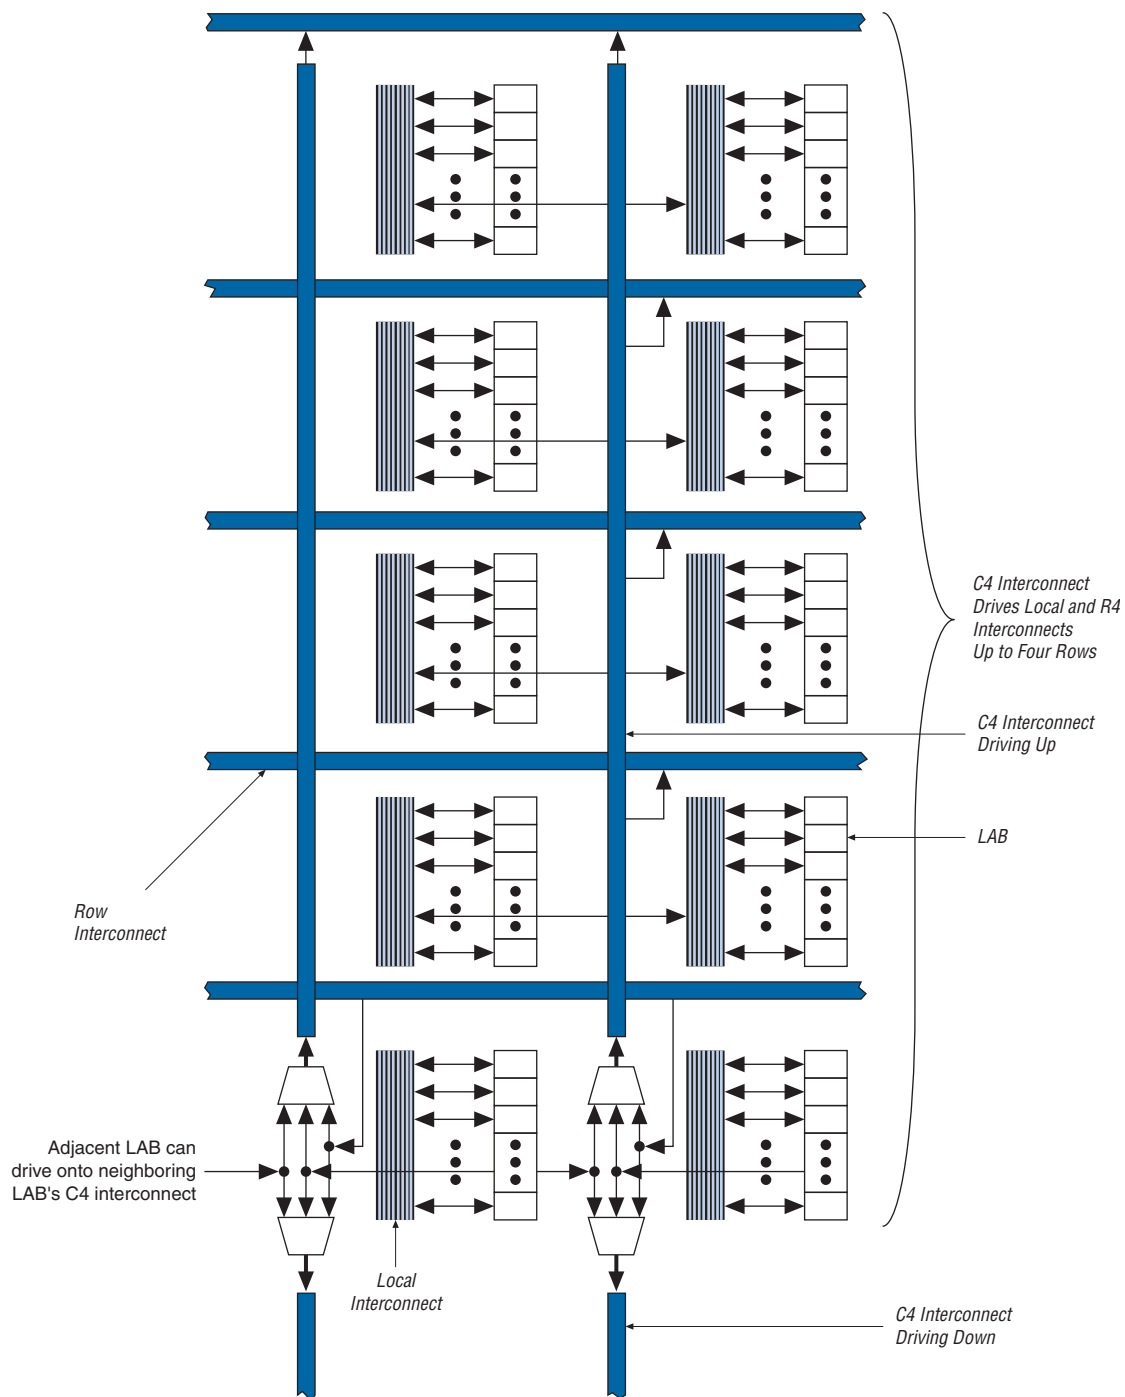 C4 Interconnect
Drives Local and R4
Interconnects
Up to Four Rows
C4 Interconnect
Driving Up
LAB
Row
Interconnect
Adjacent LAB can
drive onto neighboring
LAB's C4 interconnect
Local
Interconnect
C4 Interconnect
Driving Down